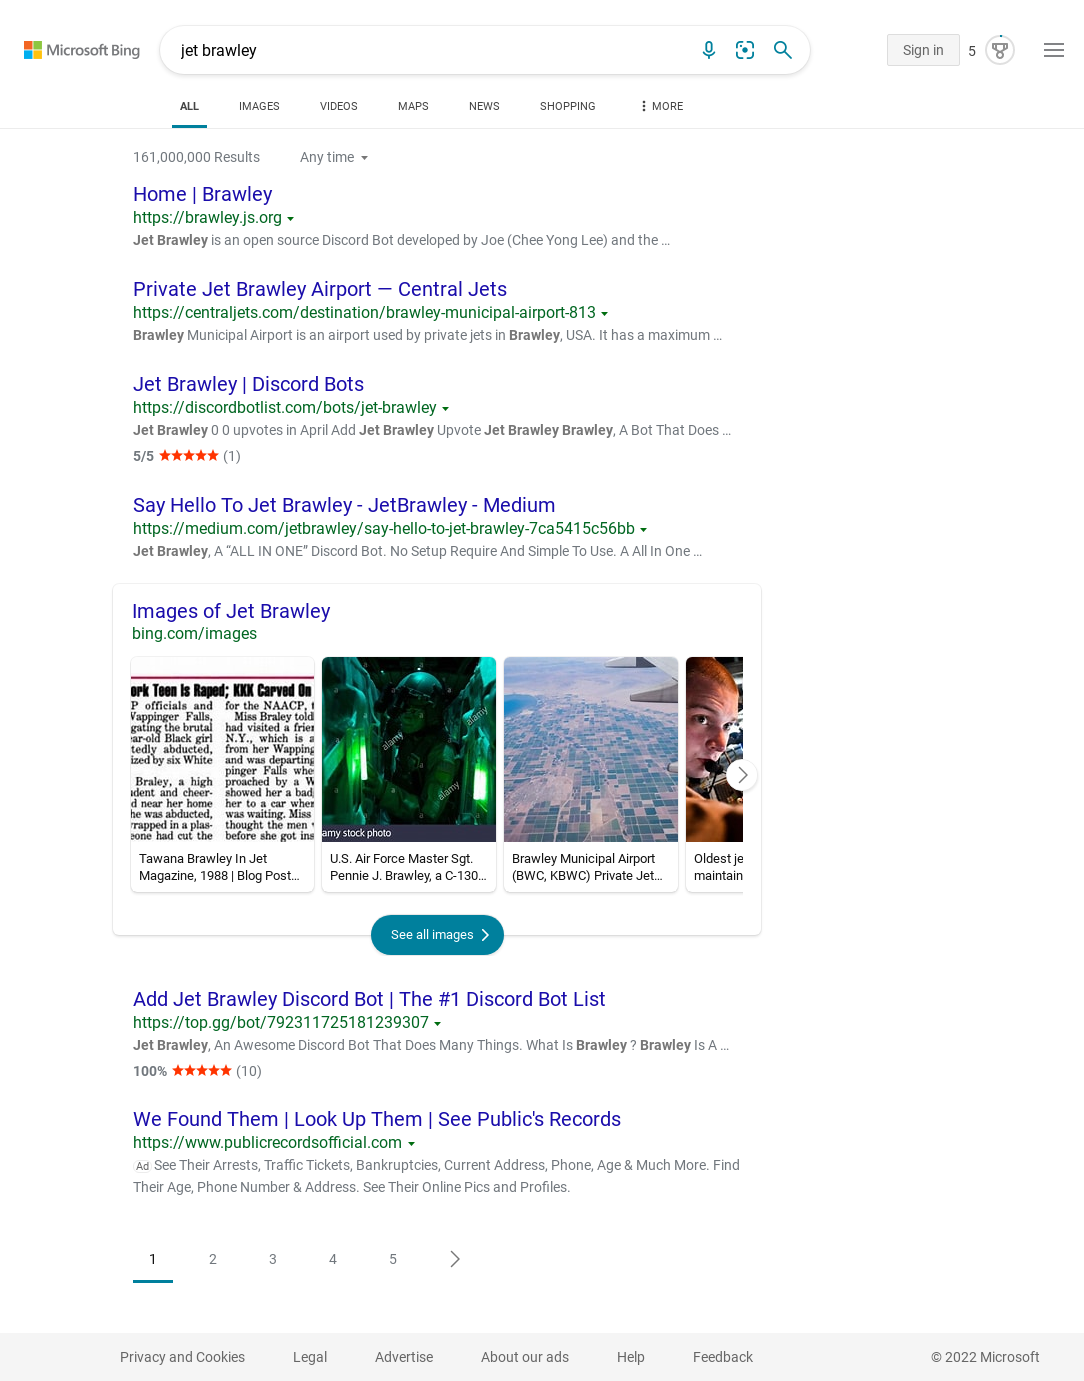 Microsoft Bing
jet brawley
Sign in
5
ALL
IMAGES
VIDEOS
MAPS
NEWS
SHOPPING
MORE
161,000,000 Results
Any time
Home | Brawley
https://brawley.js.org
Jet Brawley is an open source Discord Bot developed by Joe (Chee Yong Lee) and the ...
Private Jet Brawley Airport — Central Jets
https://centraljets.com/destination/brawley-municipal-airport-813
Brawley Municipal Airport is an airport used by private jets in Brawley, USA. It has a maximum ...
Jet Brawley | Discord Bots
https://discordbotlist.com/bots/jet-brawley
Jet Brawley 0 0 upvotes in April Add Jet Brawley Upvote Jet Brawley Brawley, A Bot That Does ...
5/5 ★★★★★ (1)
Say Hello To Jet Brawley - JetBrawley - Medium
https://medium.com/jetbrawley/say-hello-to-jet-brawley-7ca5415c56bb
Jet Brawley, A “ALL IN ONE” Discord Bot. No Setup Require And Simple To Use. A All In One ...
Images of Jet Brawley
bing.com/images
ork Teen Is Raped; KKK Carved On
P officials and
Wappinger Falls,
gating the brutal
ear-old Black girl
tedly abducted,
ized by six White
Braley, a high
dent and cheer-
d near her home
he was abducted,
wrapped in a plas-
eone had cut the
for the NAACP, t
Miss Braley told
had visited a frie
N.Y., which is a
from her Wapping
and was departing
pinger Falls whe
proached by a W
showed her a bad
her to a car wher
was waiting. Miss
thought the men
before she got ins
Tawana Brawley In Jet
Magazine, 1988 | Blog Post...
a
alamy
alamy
alamy
amy stock photo
U.S. Air Force Master Sgt.
Pennie J. Brawley, a C-130...
Brawley Municipal Airport
(BWC, KBWC) Private Jet...
Oldest je
maintain
See all images
Add Jet Brawley Discord Bot | The #1 Discord Bot List
https://top.gg/bot/792311725181239307
Jet Brawley, An Awesome Discord Bot That Does Many Things. What Is Brawley ? Brawley Is A ...
100% ★★★★★ (10)
We Found Them | Look Up Them | See Public's Records
https://www.publicrecordsofficial.com
Ad See Their Arrests, Traffic Tickets, Bankruptcies, Current Address, Phone, Age & Much More. Find
Their Age, Phone Number & Address. See Their Online Pics and Profiles.
1
2
3
4
5
Privacy and Cookies
Legal
Advertise
About our ads
Help
Feedback
© 2022 Microsoft